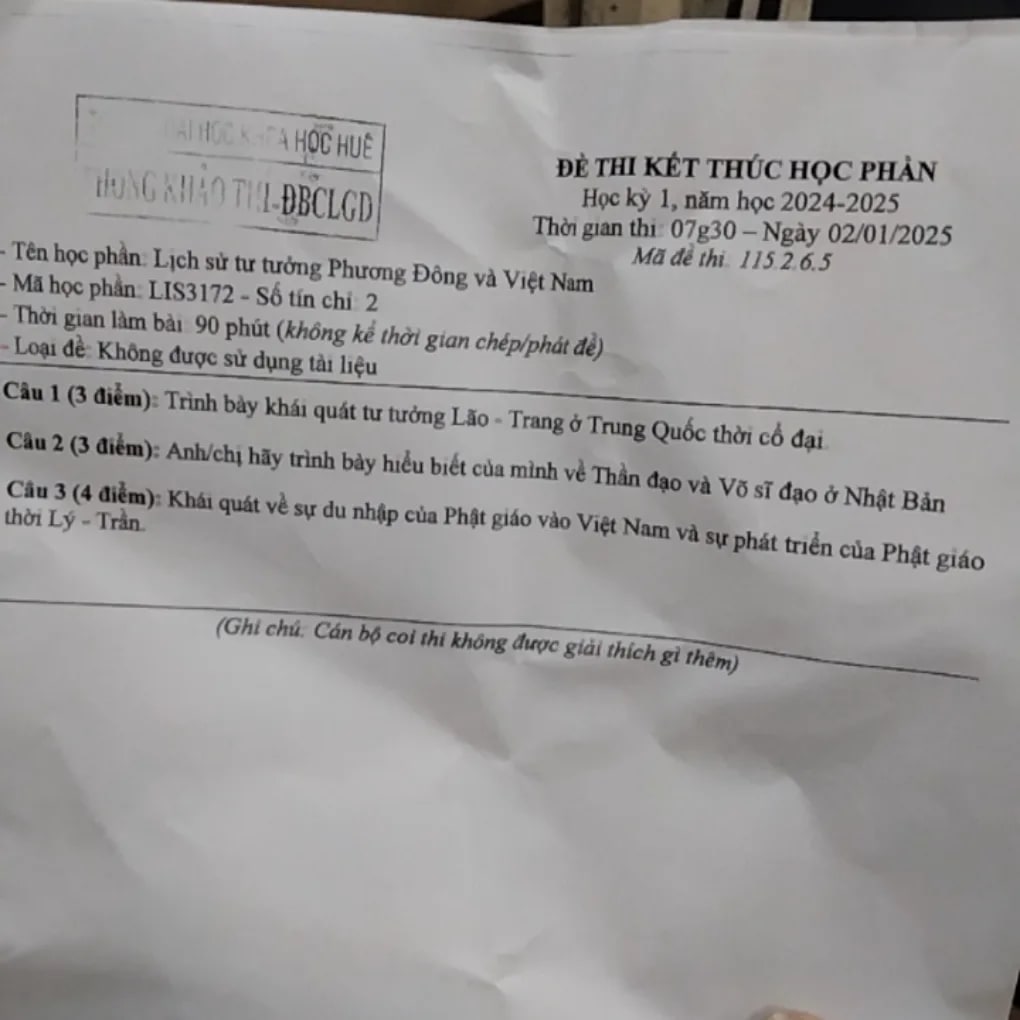 ĐẠI HỌC KHOA HỌC HUẾ
KHẢO THÍ-ĐBCLGD
ĐỀ THI KẾT THÚC HỌC PHẦN
Học kỳ 1, năm học 2024-2025
Thời gian thi: 07g30 – Ngày 02/01/2025
Mã đề thi: 115.2.6.5
- Tên học phần: Lịch sử tư tưởng Phương Đông và Việt Nam
- Mã học phần: LIS3172 - Số tín chỉ: 2
- Thời gian làm bài: 90 phút (không kể thời gian chép/phát đề)
- Loại đề: Không được sử dụng tài liệu
Câu 1 (3 điểm): Trình bày khái quát tư tưởng Lão - Trang ở Trung Quốc thời cổ đại.
Câu 2 (3 điểm): Anh/chị hãy trình bày hiểu biết của mình về Thần đạo và Võ sĩ đạo ở Nhật Bản
Câu 3 (4 điểm): Khái quát về sự du nhập của Phật giáo vào Việt Nam và sự phát triển của Phật giáo
thời Lý - Trần.
(Ghi chú: Cán bộ coi thi không được giải thích gì thêm)